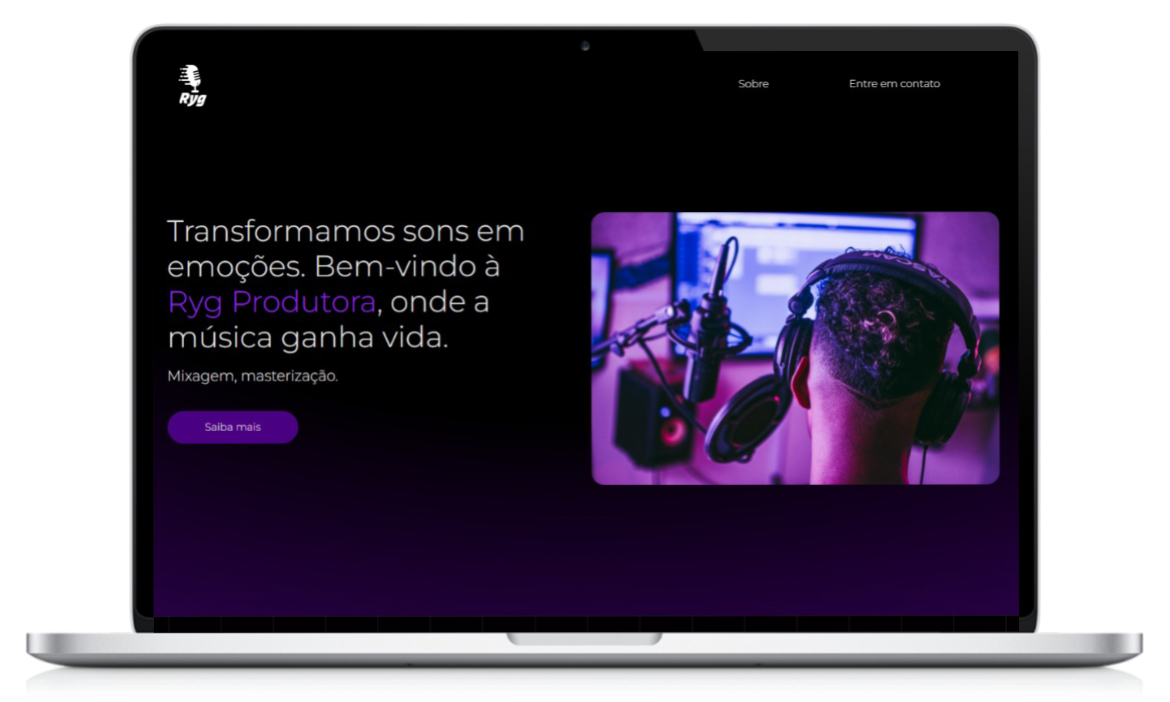 Ryg
Sobre
Entre em contato
Transformamos sons em
emoções. Bem-vindo à
Ryg Produtora, onde a
música ganha vida.
Mixagem, masterização.
Saiba mais
TASCAM